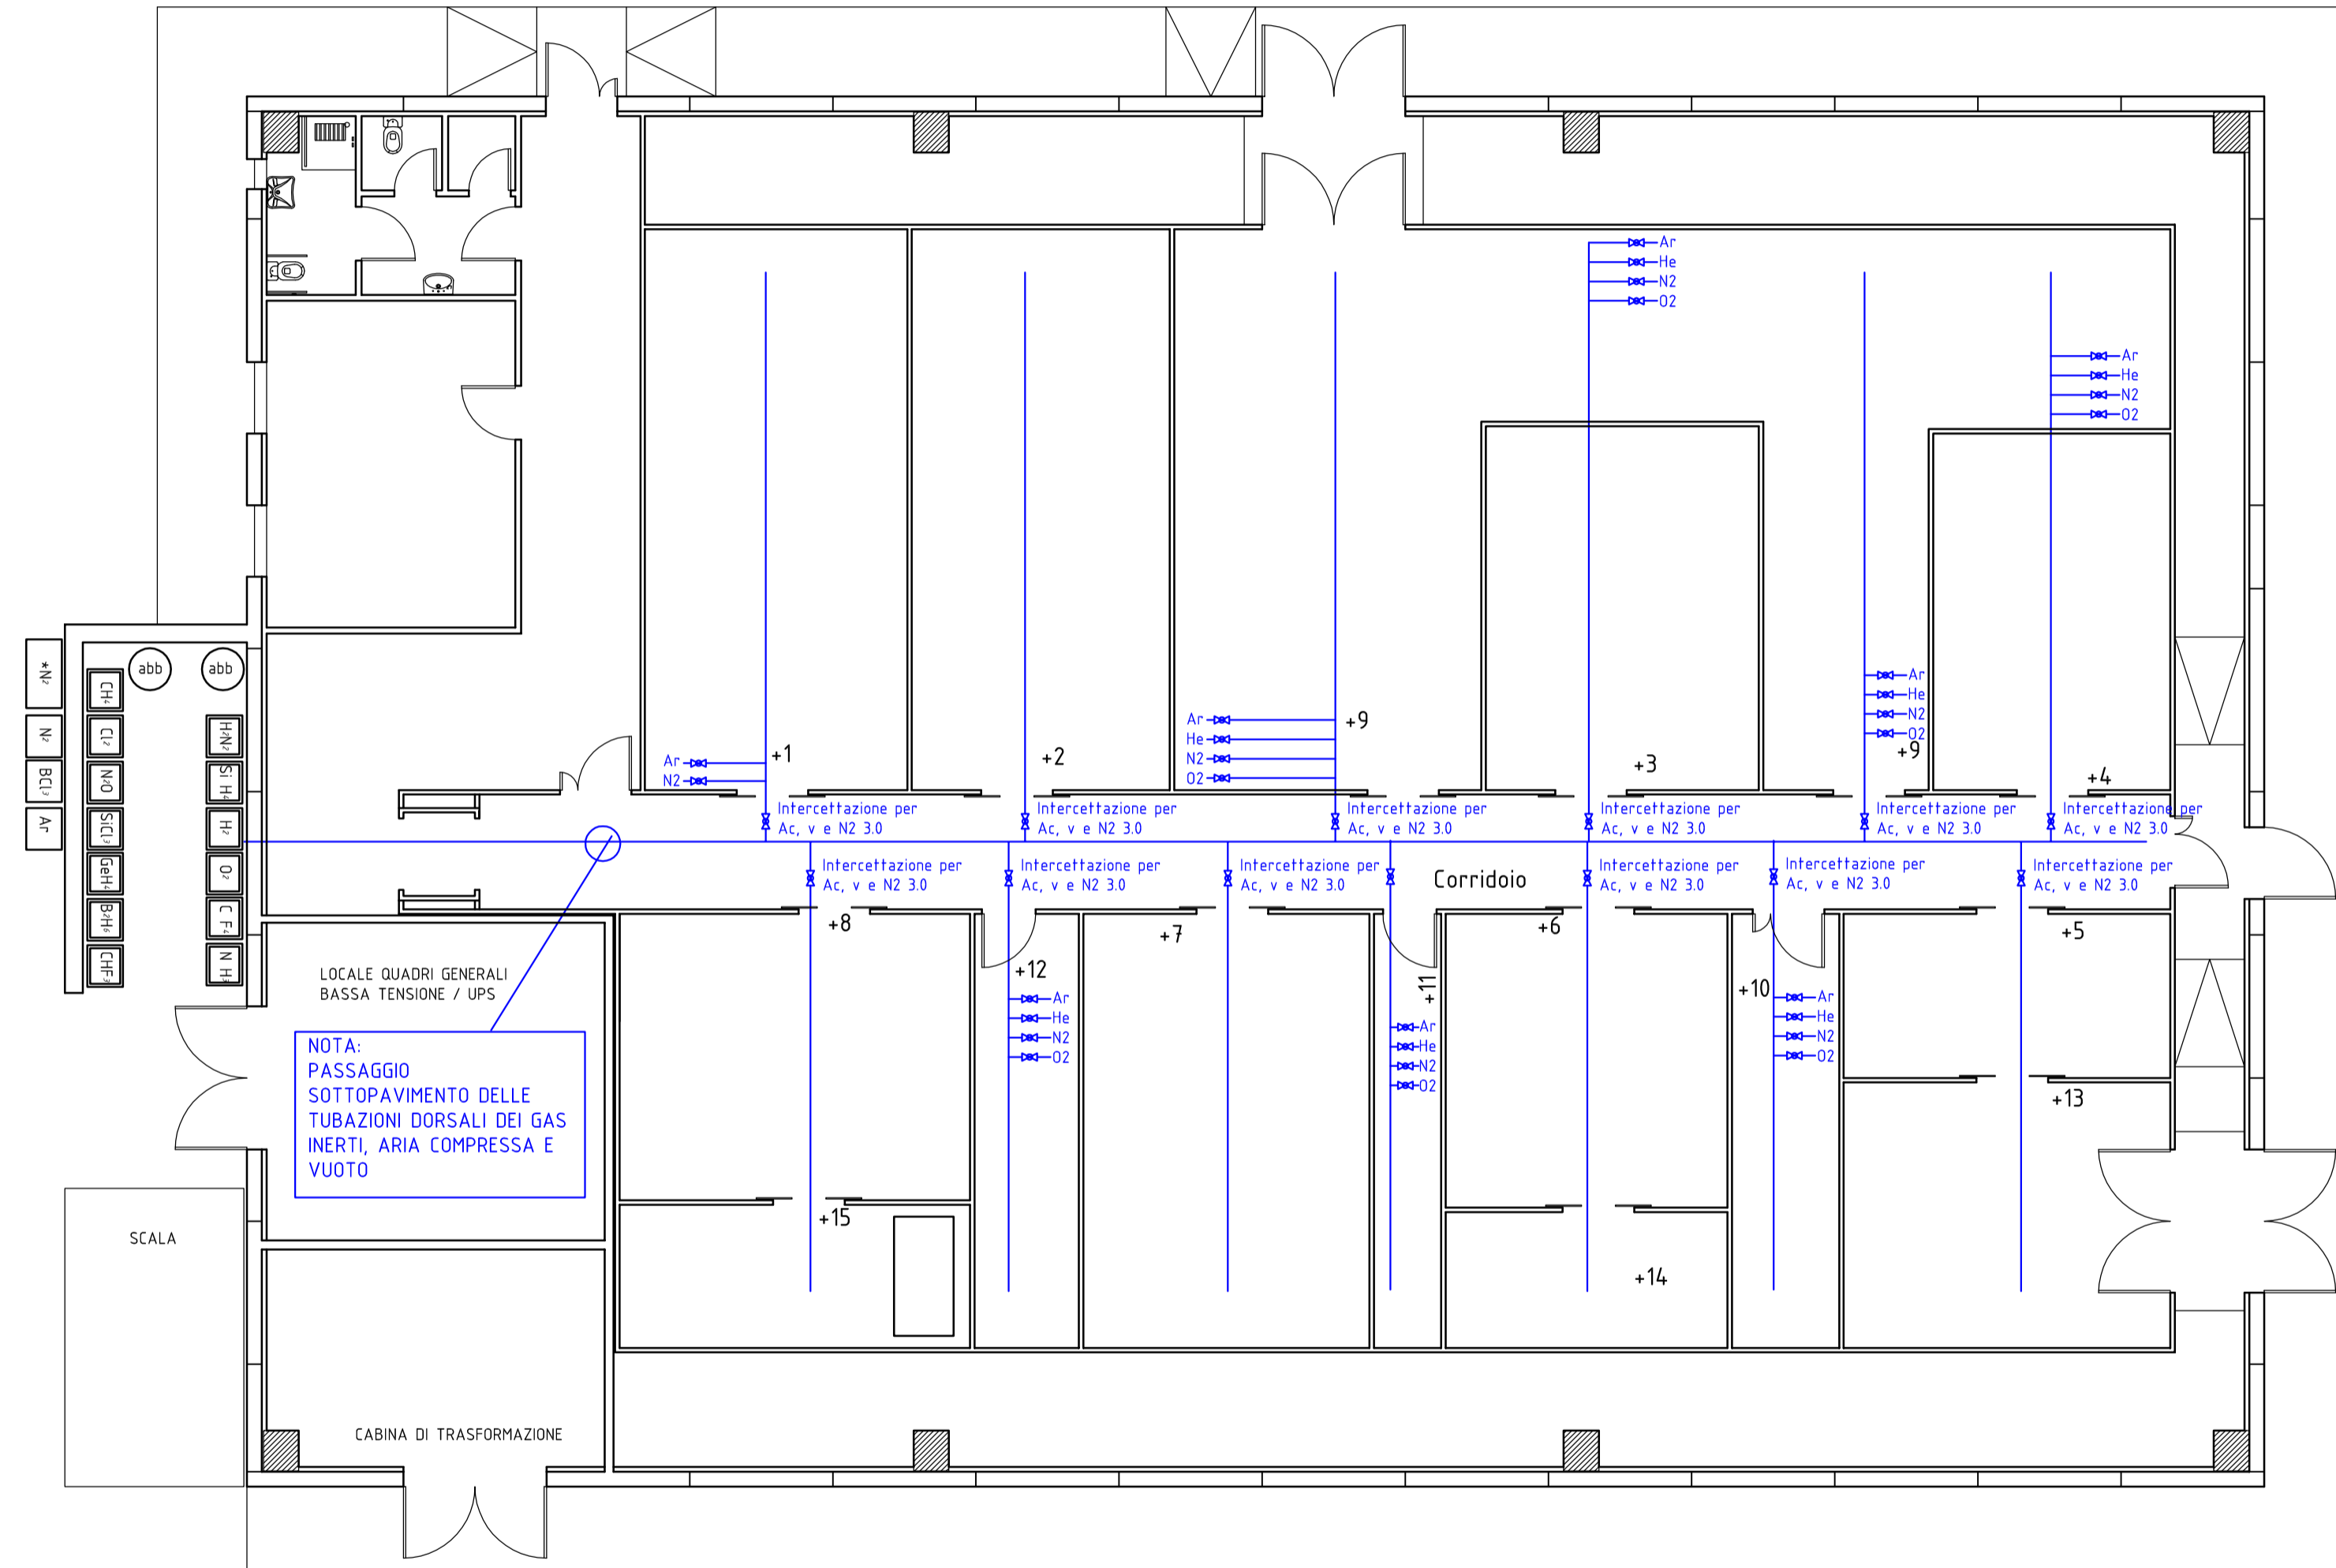 Ar
He
N2
O2
Ar
He
N2
O2
*N2
N2
BCl3
Ar
CH4
Cl2
N2O
SiCl3
GeH4
B2H6
CHF3
abb
abb
H2N2
Si H4
H2
O2
C F4
N H3
Ar
N2
+1
+2
Ar
He
N2
O2
+9
+3
Ar
He
N2
O2
+9
+4
Intercettazione per
Ac, v e N2 3.0
Intercettazione per
Ac, v e N2 3.0
Intercettazione per
Ac, v e N2 3.0
Intercettazione per
Ac, v e N2 3.0
Intercettazione per
Ac, v e N2 3.0
Intercettazione per
Ac, v e N2 3.0
Intercettazione per
Ac, v e N2 3.0
Intercettazione per
Ac, v e N2 3.0
Intercettazione per
Ac, v e N2 3.0
Corridoio
Intercettazione per
Ac, v e N2 3.0
Intercettazione per
Ac, v e N2 3.0
Intercettazione per
Ac, v e N2 3.0
+8
+12
+7
+11
+6
+10
+5
Ar
He
N2
O2
Ar
He
N2
O2
Ar
He
N2
O2
+13
LOCALE QUADRI GENERALI
BASSA TENSIONE / UPS
NOTA:
PASSAGGIO
SOTTOPAVIMENTO DELLE
TUBAZIONI DORSALI DEI GAS
INERTI, ARIA COMPRESSA E
VUOTO
+15
+14
SCALA
CABINA DI TRASFORMAZIONE